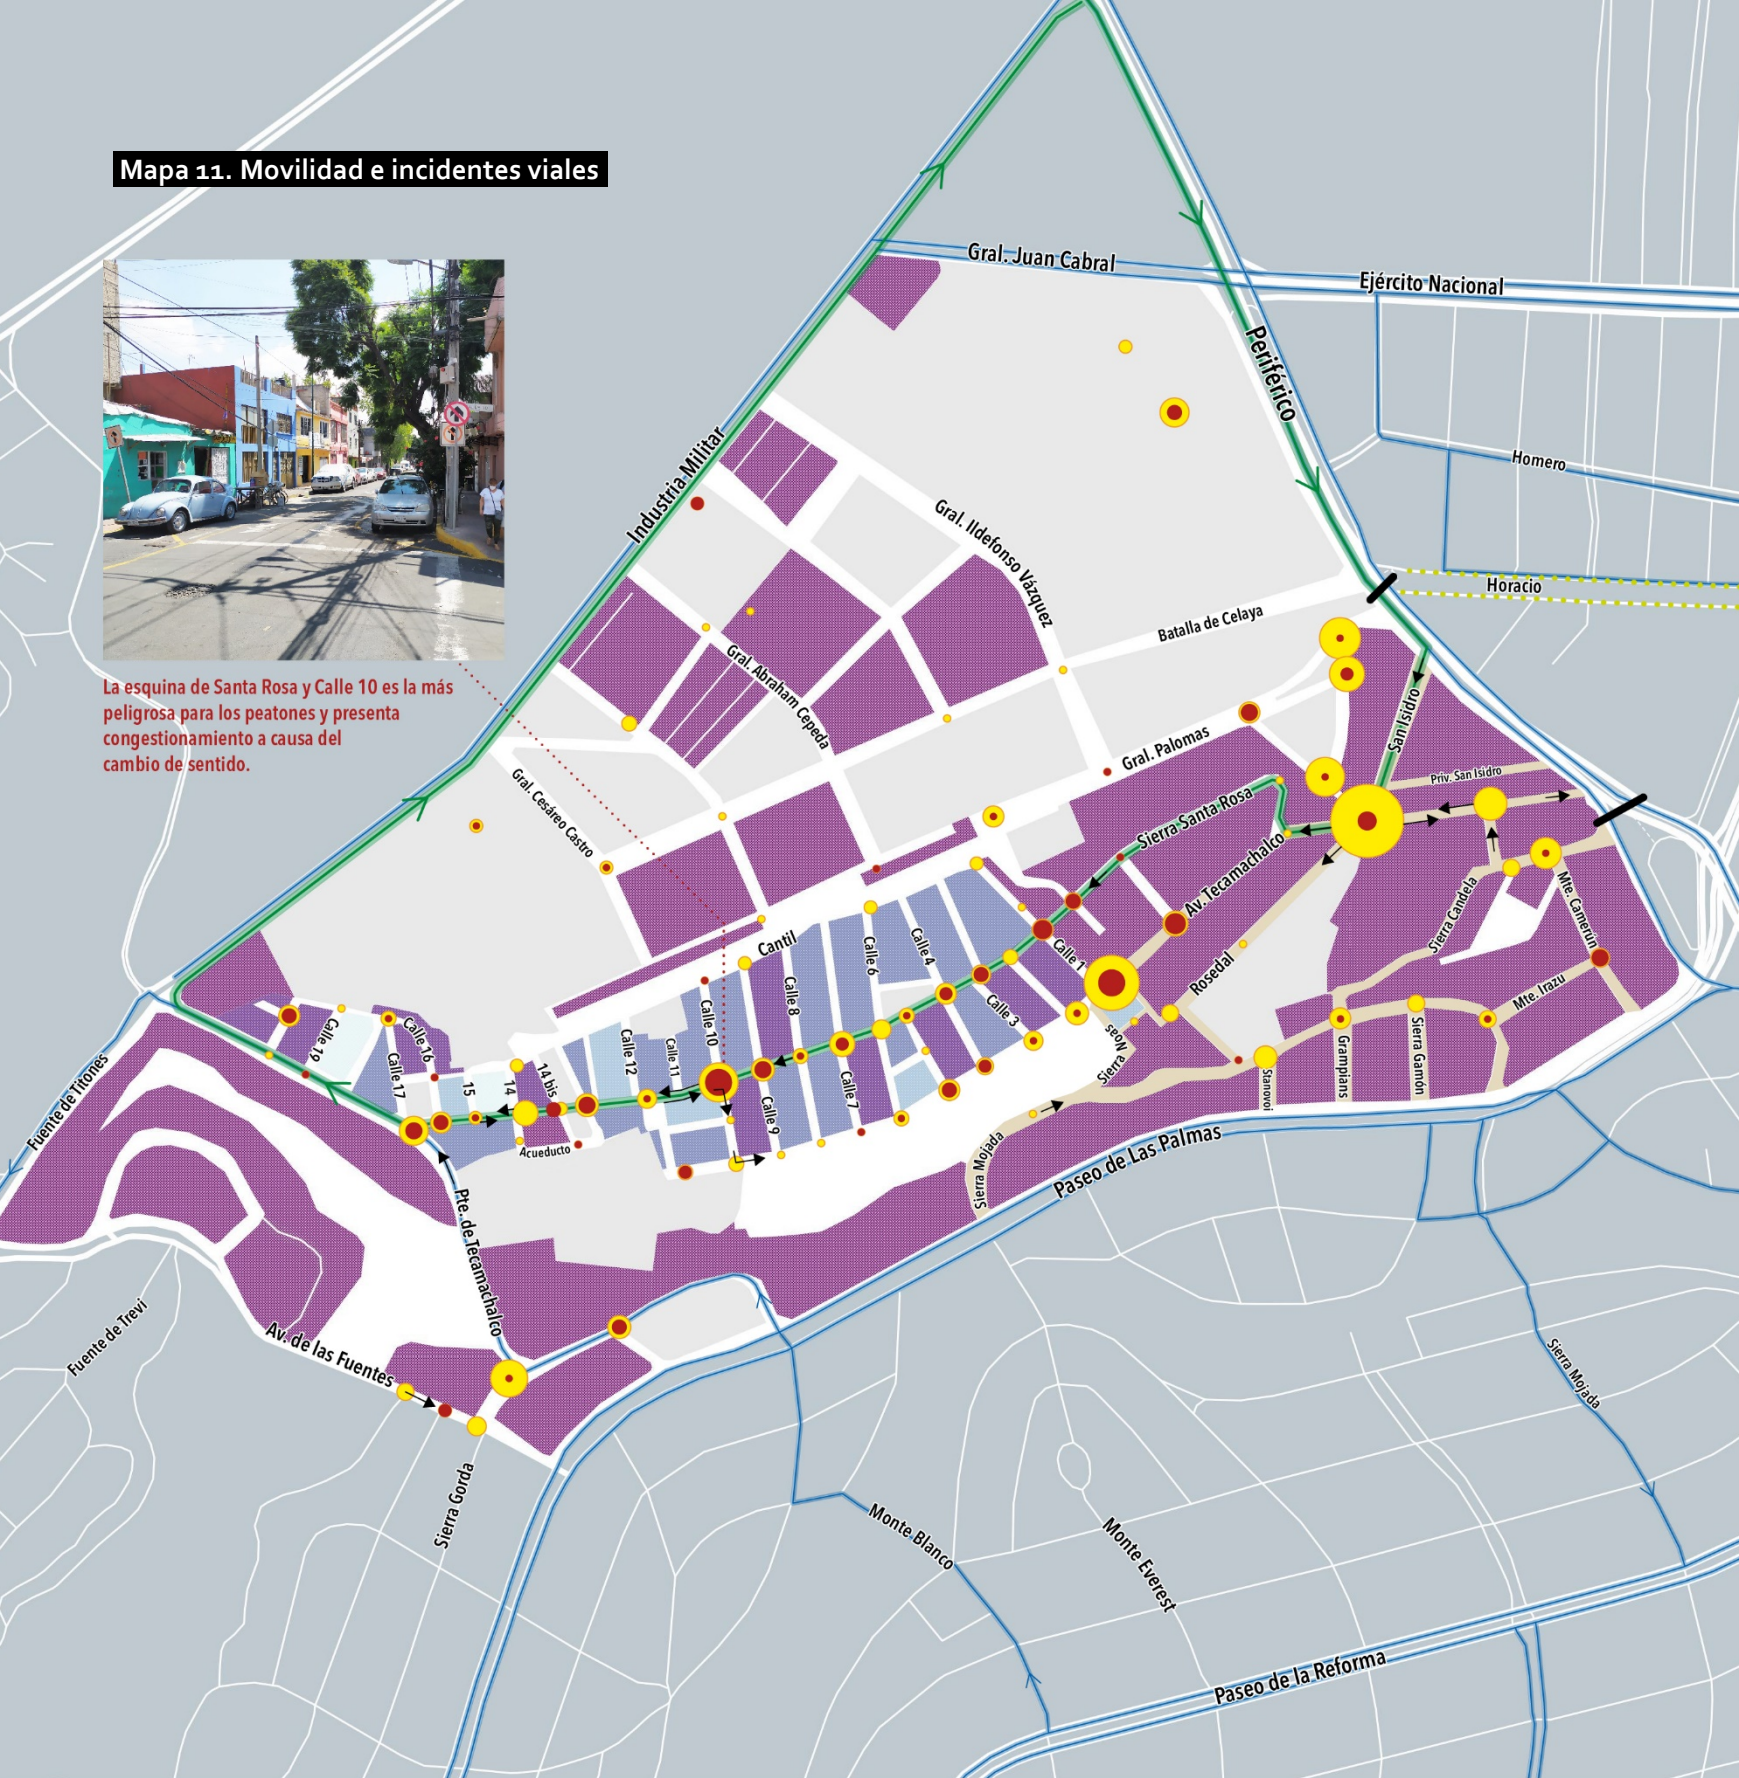 Mapa 11. Movilidad e incidentes viales
Gral. Juan Cabral
Ejército Nacional
Periférico
Homero
Horacio
Industria Militar
Gral. Ildefonso Vázquez
Batalla de Celaya
Gral. Abraham Cepeda
La esquina de Santa Rosa y Calle 10 es la más
peligrosa para los peatones y presenta
congestionamiento a causa del
cambio de sentido.
San Isidro
Gral. Palomas
Priv. San Isidro
Gral. Cesáreo Castro
Sierra Santa Rosa
Av. Tecamachalco
Mte. Camerún
Sierra Candela
Cantil
Calle 6
Calle 4
Calle 1
Rosedal
Calle 8
Calle 10
Calle 3
Mte. Irazu
Calle 19
Calle 16
Calle 17
15
14
14 bis
Calle 12
Calle 11
Calle 7
Calle 9
Sierra Noas
Stanovoi
Grampians
Sierra Gamón
Fuente de Titones
Acueducto
Sierra Mojada
Paseo de Las Palmas
Pte. de Tecamachalco
Fuente de Trevi
Av. de las Fuentes
Sierra Mojada
Sierra Gorda
Monte Blanco
Monte Everest
Paseo de la Reforma